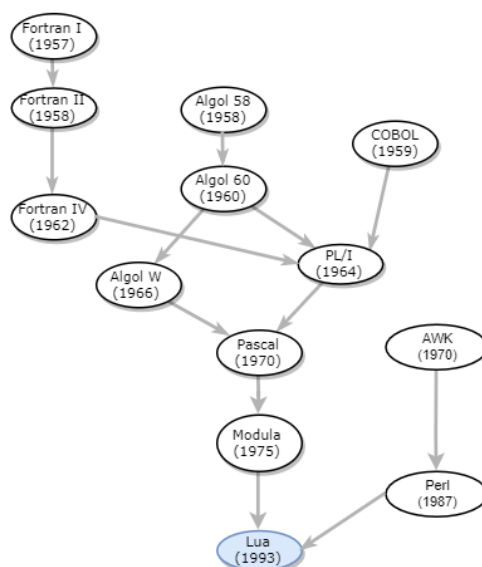 Fortran I
(1957)
Fortran II
(1958)
Algol 58
(1958)
COBOL
(1959)
Algol 60
(1960)
Fortran IV
(1962)
PL/I
(1964)
Algol W
(1966)
Pascal
(1970)
AWK
(1970)
Modula
(1975)
Perl
(1987)
Lua
(1993)